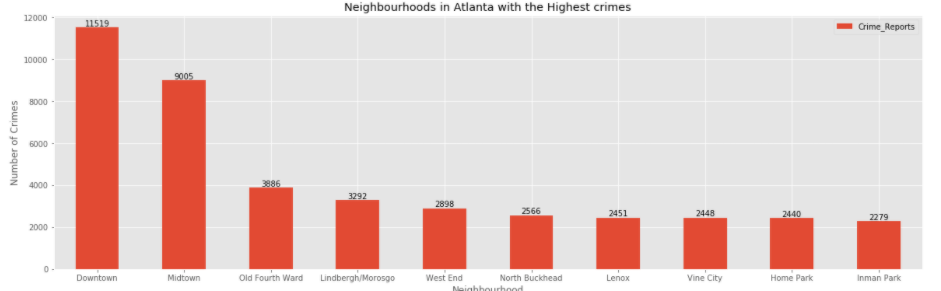 Neighbourhoods in Atlanta with the Highest crimes
12000
10000
8000
6000
4000
2000
0
Number of Crimes
Crime_Reports
11519
9005
3886
3292
2898
2566
2451
2448
2440
2279
Downtown
Midtown
Old Fourth Ward
Lindbergh/Morosgo
West End
North Buckhead
Lenox
Vine City
Home Park
Inman Park
Neighbourhood